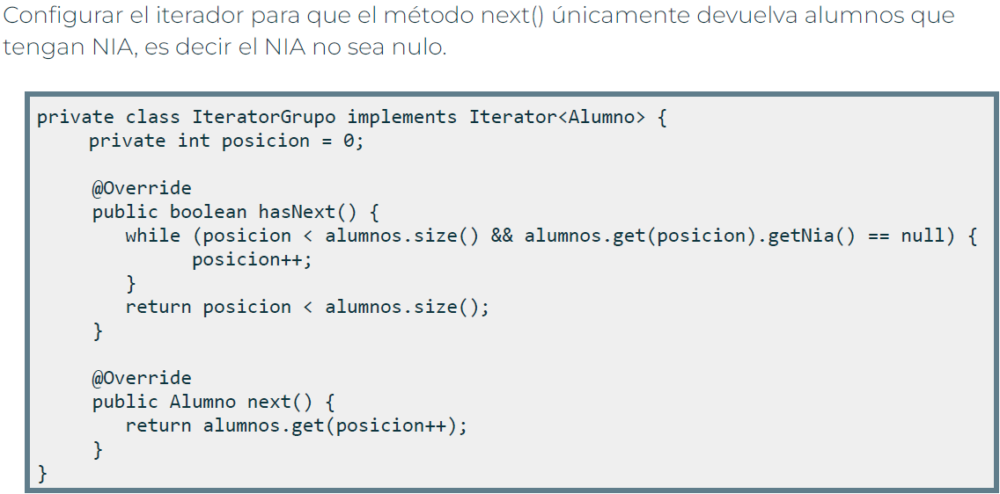 Configurar el iterador para que el método next() únicamente devuelva alumnos que
tengan NIA, es decir el NIA no sea nulo.
private class IteratorGrupo implements Iterator<Alumno> {
private int posicion = 0;
@Override
public boolean hasNext() {
while (posicion < alumnos.size() && alumnos.get(posicion).getNia() == null) {
posicion++;
}
return posicion < alumnos.size();
}
@Override
public Alumno next() {
return alumnos.get(posicion++);
}
}